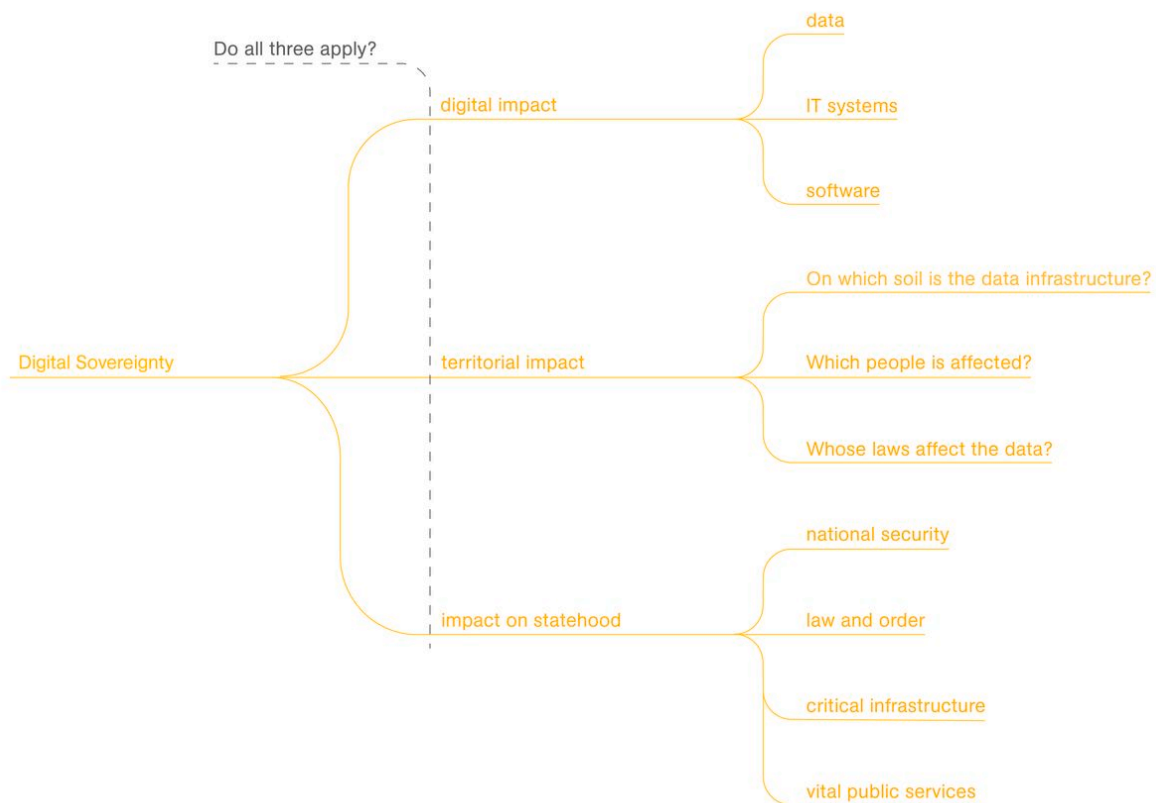 Do all three apply?
data
digital impact
IT systems
software
On which soil is the data infrastructure?
Digital Sovereignty
territorial impact
Which people is affected?
Whose laws affect the data?
national security
impact on statehood
law and order
critical infrastructure
vital public services